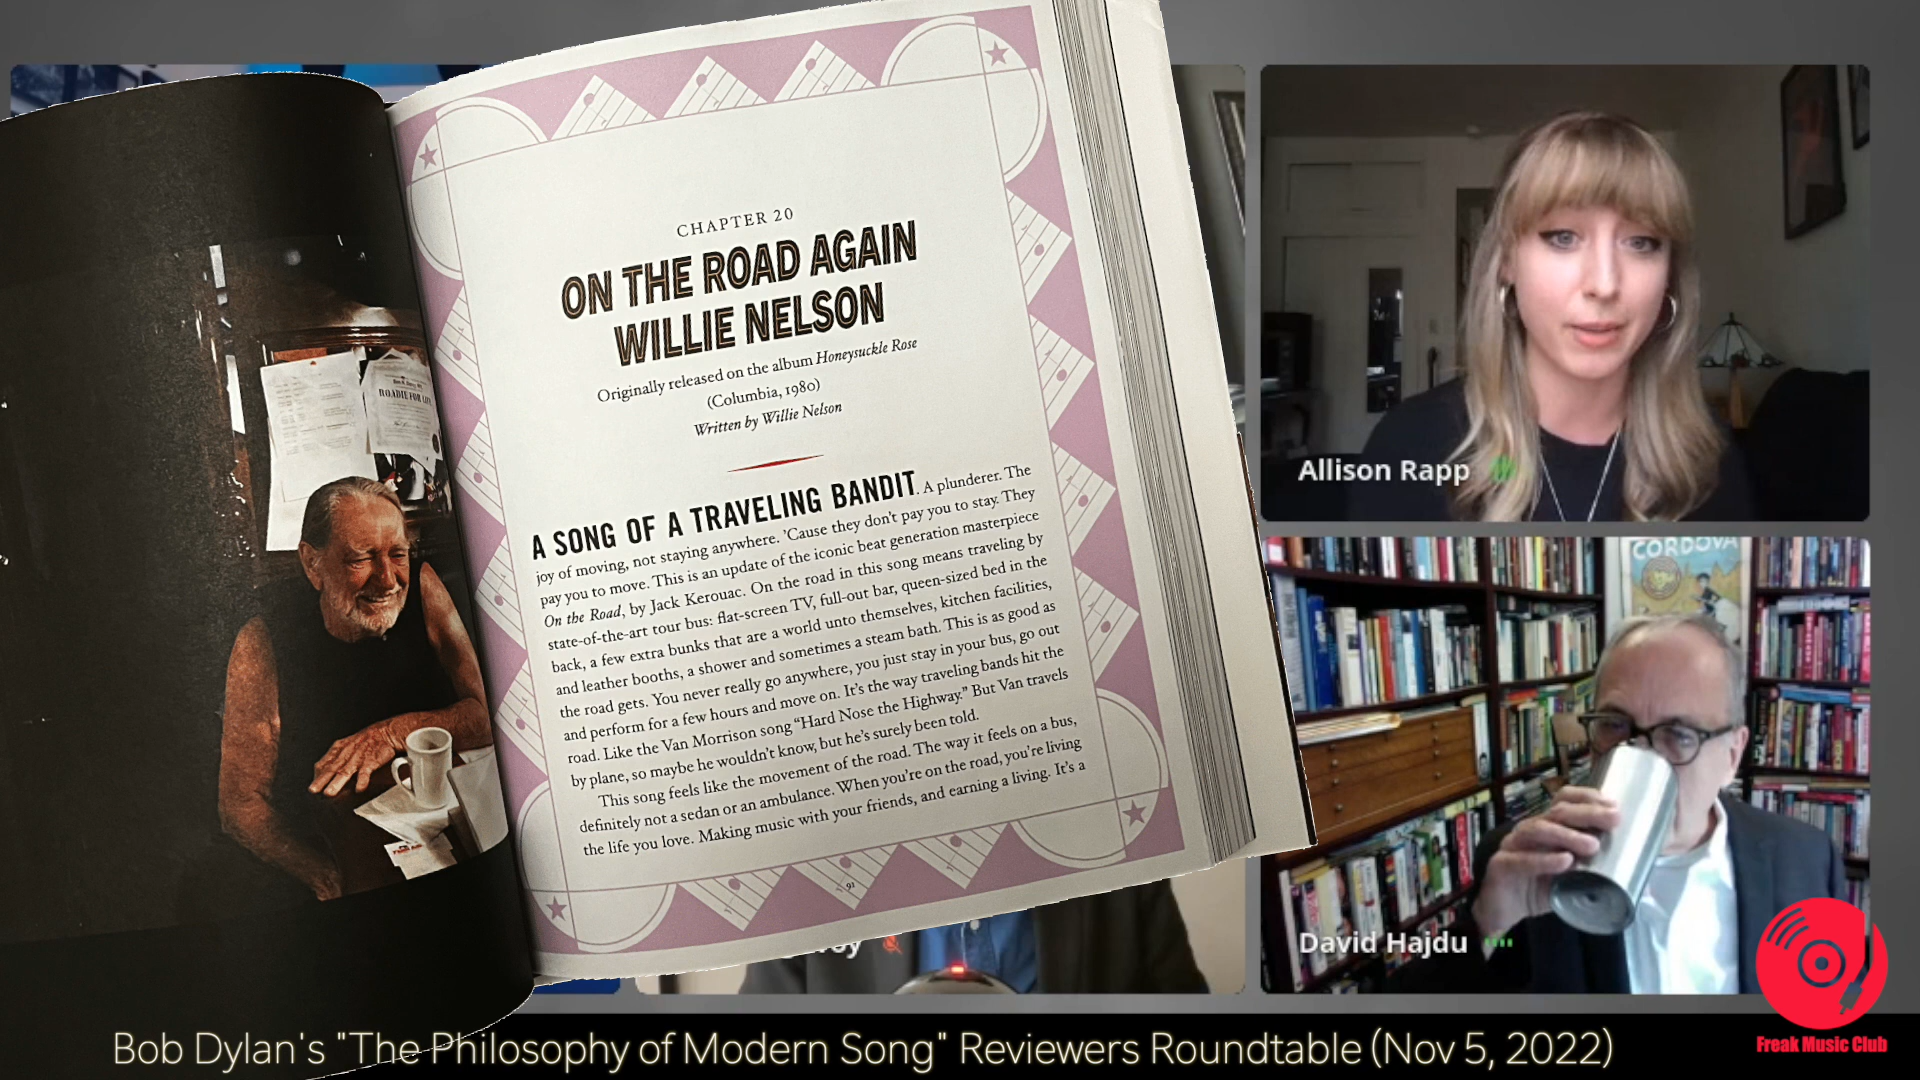 CHAPTER 20
ON THE ROAD AGAIN
WILLIE NELSON
Originally released on the album Honeysuckle Rose
(Columbia, 1980)
Written by Willie Nelson
A SONG OF A TRAVELING BANDIT. A plunderer. The
joy of moving, not staying anywhere. 'Cause they don't pay you to stay. They
pay you to move. This is an update of the iconic beat generation masterpiece
On the Road, by Jack Kerouac. On the road in this song means traveling by
state-of-the-art tour bus: flat-screen TV, full-out bar, queen-sized bed in the
back, a few extra bunks that are a world unto themselves, kitchen facilities,
and leather booths, a shower and sometimes a steam bath. This is as good as
the road gets. You never really go anywhere, you just stay in your bus, go out
and perform for a few hours and move on. It's the way traveling bands hit the
road. Like the Van Morrison song “Hard Nose the Highway.” But Van travels
by plane, so maybe he wouldn't know, but he's surely been told.
This song feels like the movement of the road. The way it feels on a bus,
definitely not a sedan or an ambulance. When you're on the road, you're living
the life you love. Making music with your friends, and earning a living. It's a
91
ROADIE FOR LIFE
Allison Rapp
CORDOVA
David Hajdu
Freak Music Club
Bob Dylan's "The Philosophy of Modern Song" Reviewers Roundtable (Nov 5, 2022)